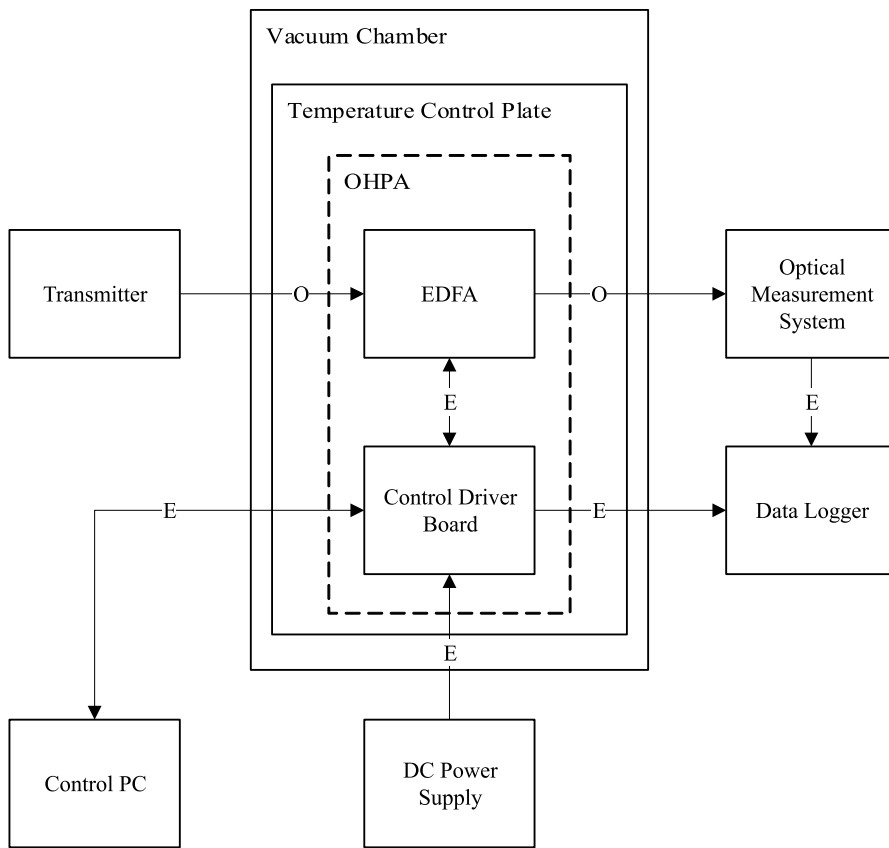 Vacuum Chamber
Temperature Control Plate
OHPA
Transmitter
O
EDFA
O
Optical
Measurement
System
E
E
E
Control Driver
Board
E
Data Logger
E
Control PC
DC Power
Supply